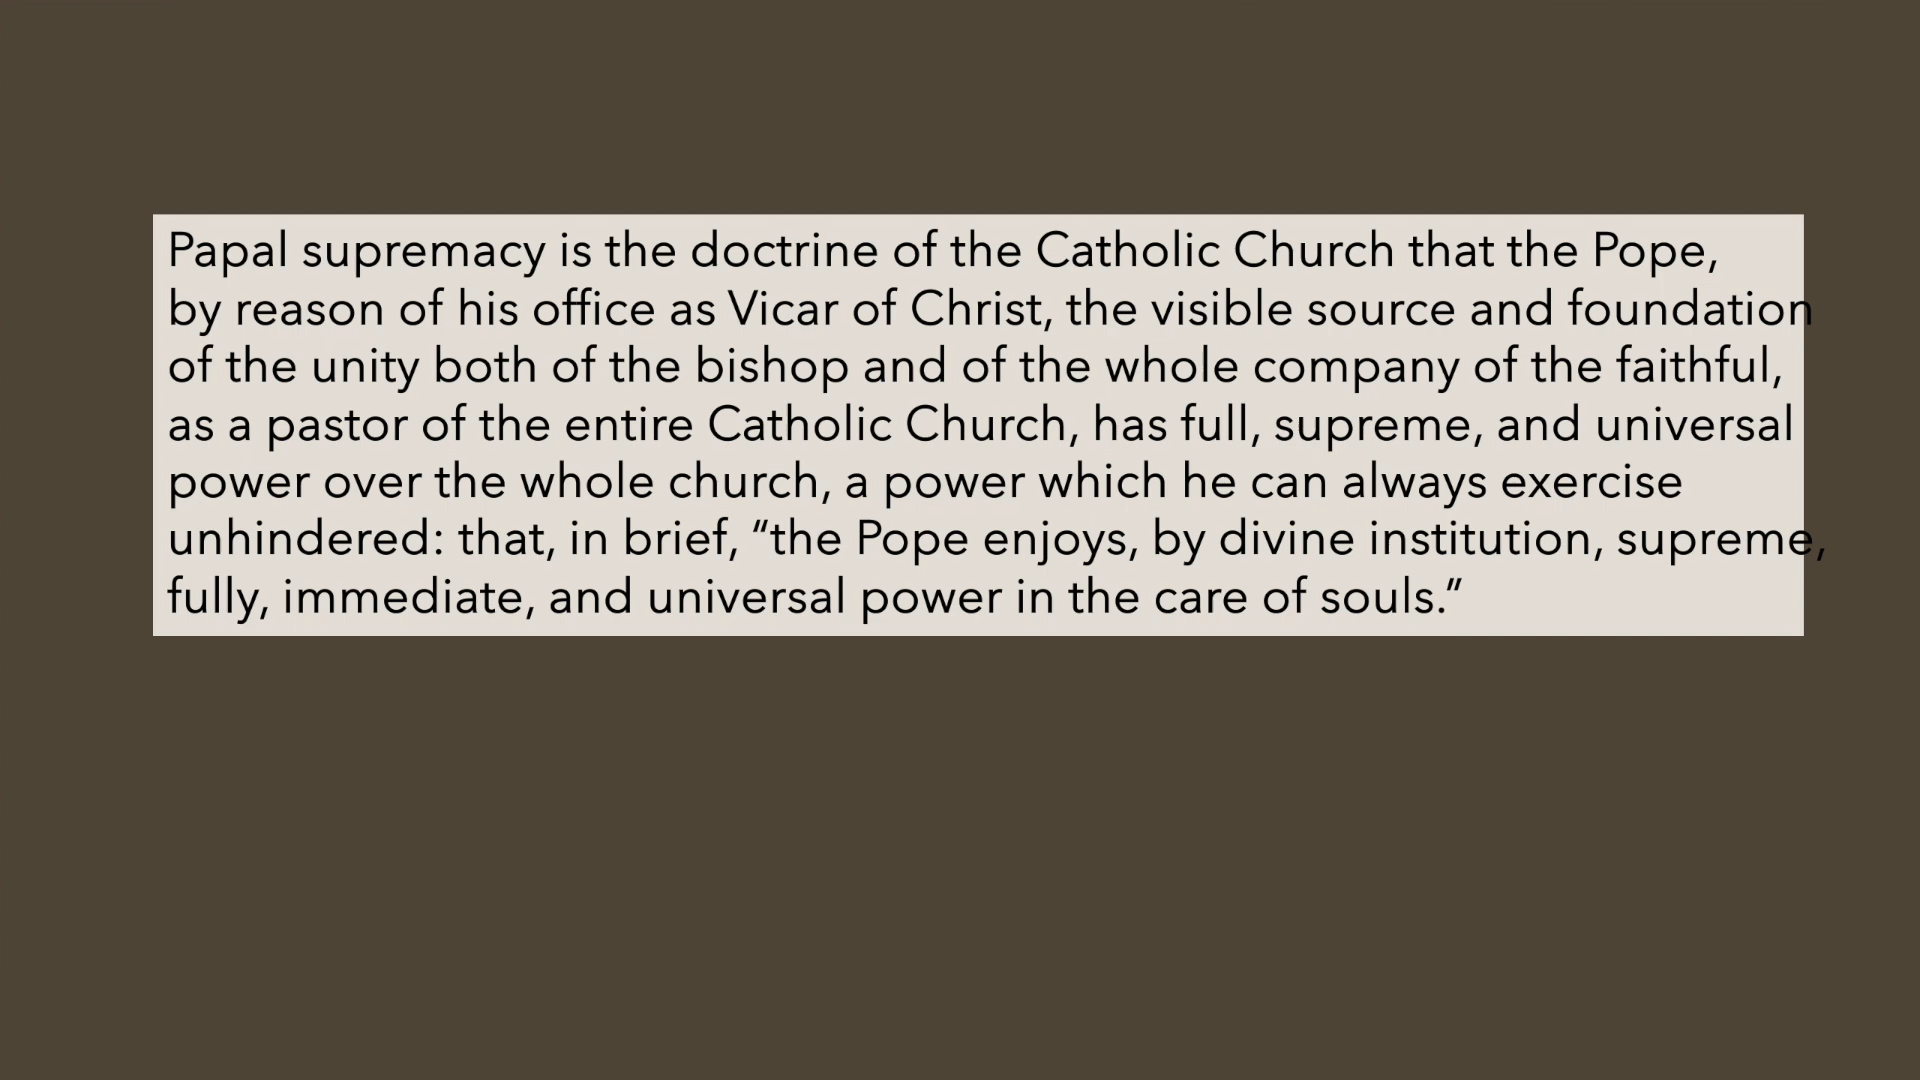 Papal supremacy is the doctrine of the Catholic Church that the Pope,
by reason of his office as Vicar of Christ, the visible source and foundation
of the unity both of the bishop and of the whole company of the faithful,
as a pastor of the entire Catholic Church, has full, supreme, and universal
power over the whole church, a power which he can always exercise
unhindered: that, in brief, “the Pope enjoys, by divine institution, supreme,
fully, immediate, and universal power in the care of souls.”